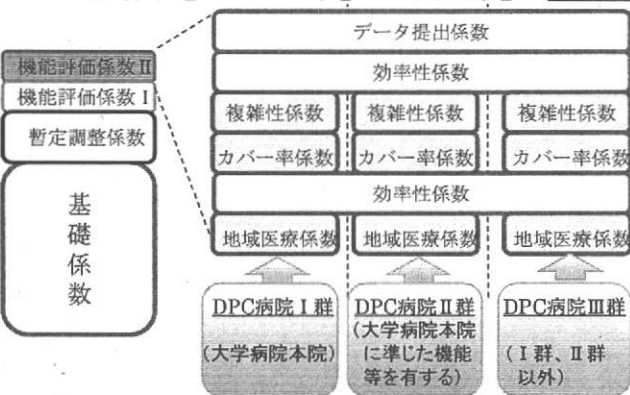 データ提出係数
効率性係数
複雑性係数 複雑性係数 複雑性係数
カバー率係数 カバー率係数 カバー率係数
効率性係数
地域医療係数 地域医療係数 地域医療係数
機能評価係数Ⅱ
機能評価係数Ⅰ
暫定調整係数
基
礎
係
数
DPC病院Ⅰ群
(大学病院本院)
DPC病院Ⅱ群
(大学病院本院
に準じた機能
等を有する)
DPC病院Ⅲ群
(Ⅰ群、Ⅱ群
以外)